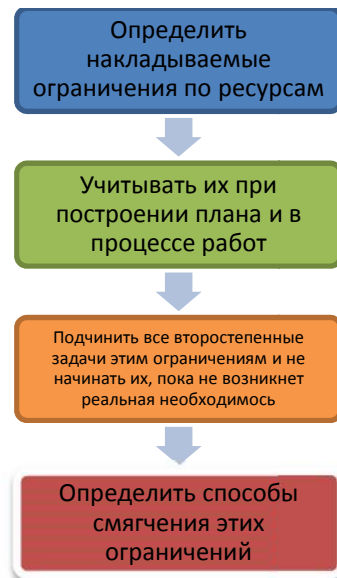 Определить
накладываемые
ограничения по ресурсам
Учитывать их при
построении плана и в
процессе работ
Подчинить все второстепенные
задачи этим ограничениям и не
начинать их, пока не возникнет
реальная необходимось
Определить способы
смягчения этих
ограничений